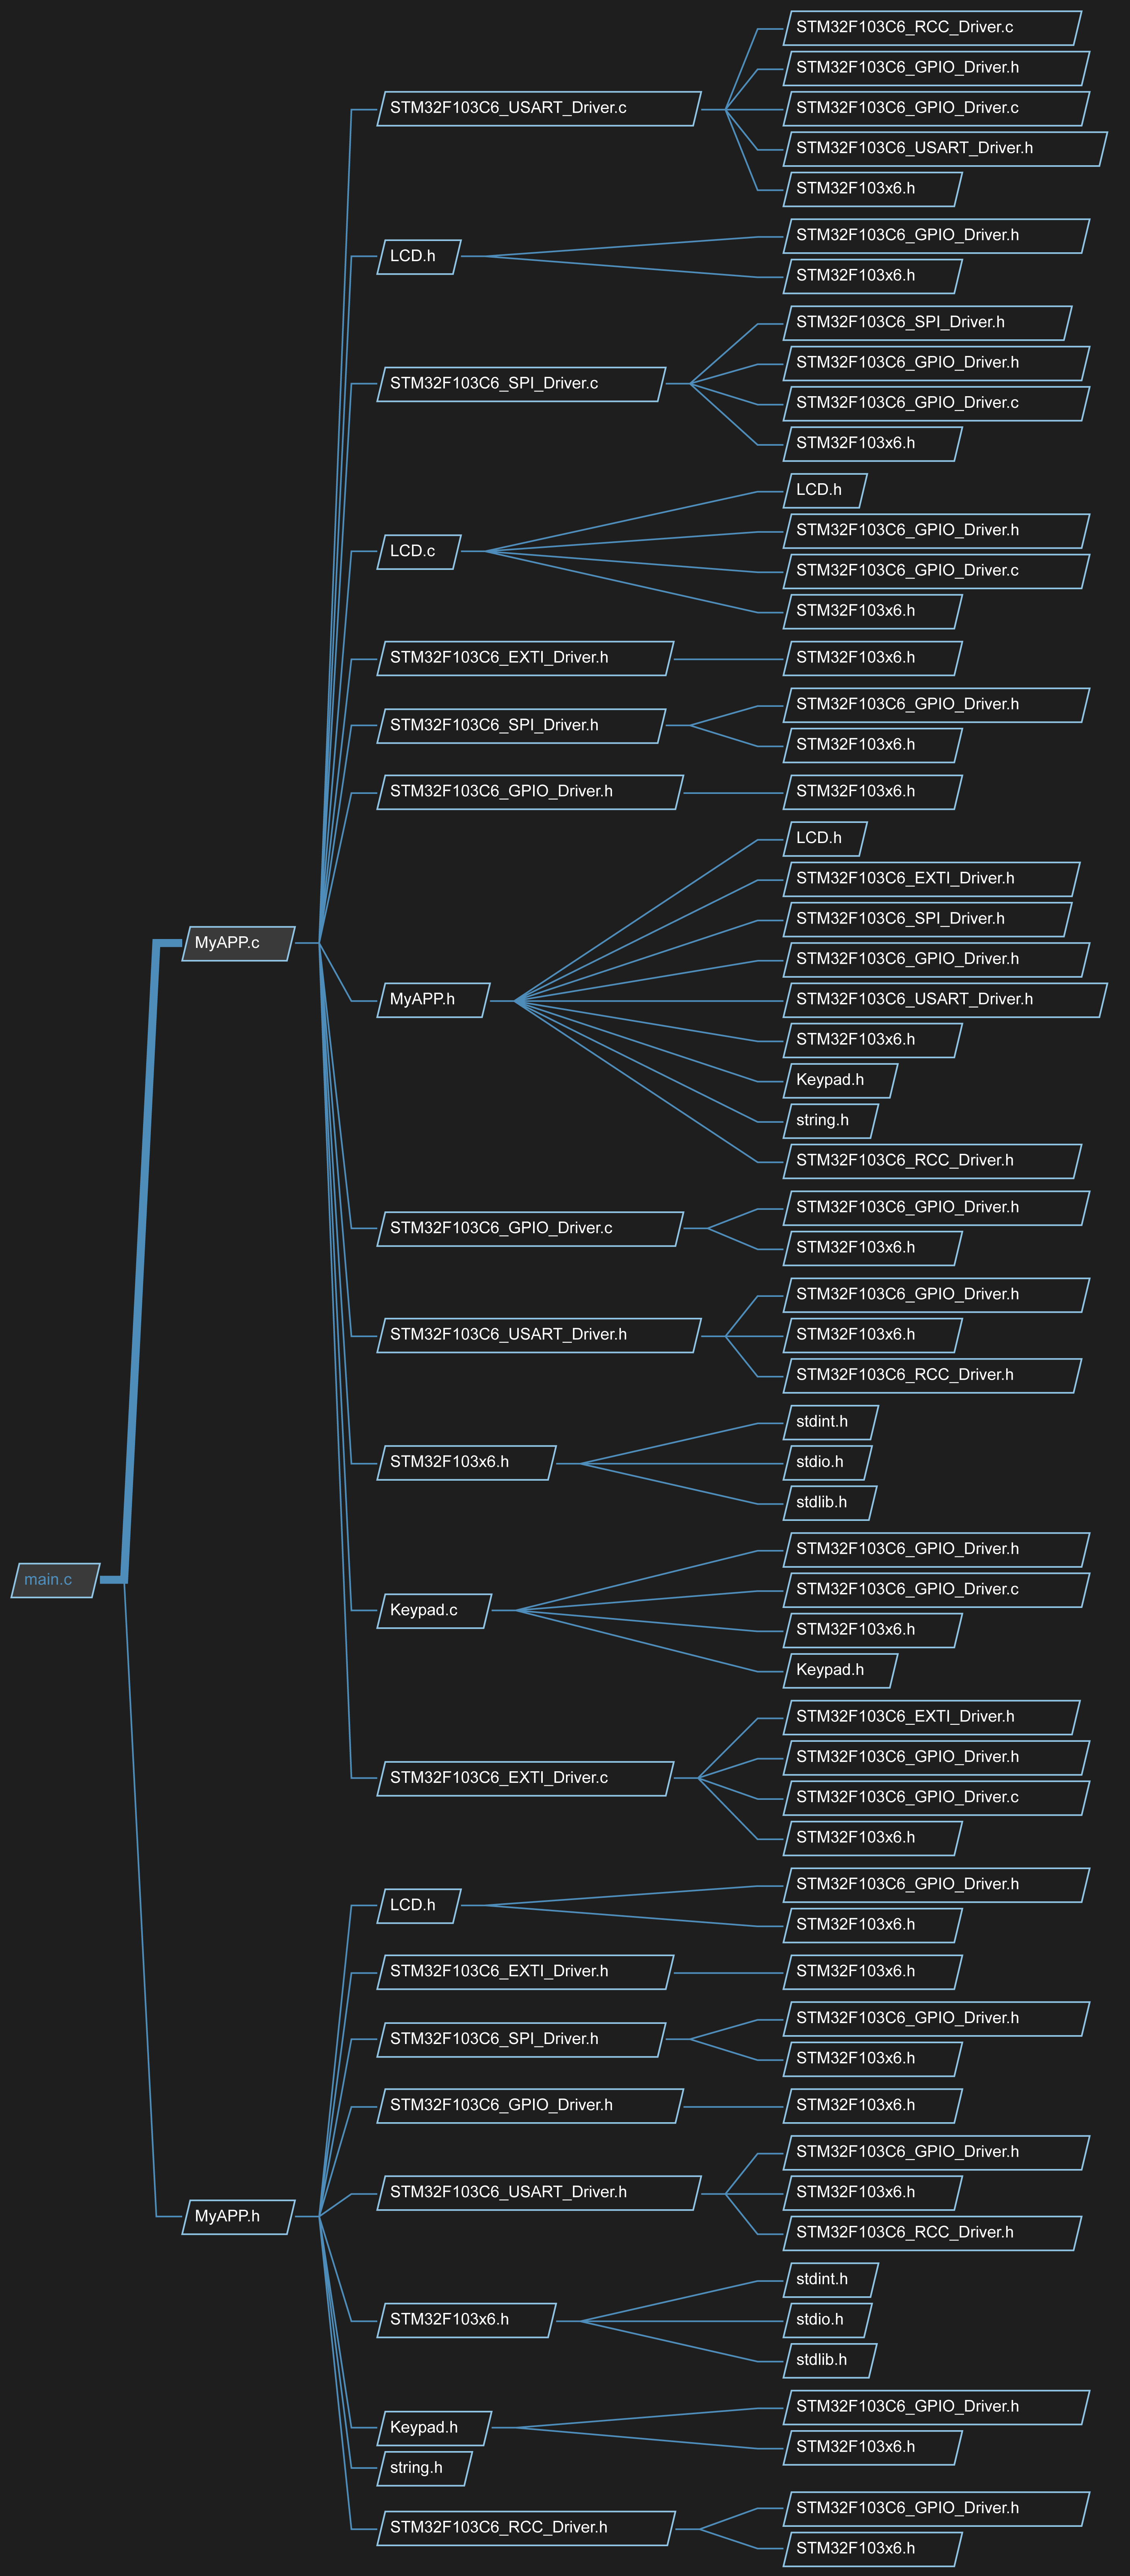 main.c
MyAPP.c
STM32F103C6_USART_Driver.c
STM32F103C6_RCC_Driver.c
STM32F103C6_GPIO_Driver.h
STM32F103C6_GPIO_Driver.c
STM32F103C6_USART_Driver.h
STM32F103x6.h
LCD.h
STM32F103C6_GPIO_Driver.h
STM32F103x6.h
STM32F103C6_SPI_Driver.c
STM32F103C6_SPI_Driver.h
STM32F103C6_GPIO_Driver.h
STM32F103C6_GPIO_Driver.c
STM32F103x6.h
LCD.c
LCD.h
STM32F103C6_GPIO_Driver.h
STM32F103C6_GPIO_Driver.c
STM32F103x6.h
STM32F103C6_EXTI_Driver.h
STM32F103x6.h
STM32F103C6_SPI_Driver.h
STM32F103C6_GPIO_Driver.h
STM32F103x6.h
STM32F103C6_GPIO_Driver.h
STM32F103x6.h
MyAPP.h
LCD.h
STM32F103C6_EXTI_Driver.h
STM32F103C6_SPI_Driver.h
STM32F103C6_GPIO_Driver.h
STM32F103C6_USART_Driver.h
STM32F103x6.h
Keypad.h
string.h
STM32F103C6_RCC_Driver.h
STM32F103C6_GPIO_Driver.c
STM32F103C6_GPIO_Driver.h
STM32F103x6.h
STM32F103C6_USART_Driver.h
STM32F103C6_GPIO_Driver.h
STM32F103x6.h
STM32F103C6_RCC_Driver.h
STM32F103x6.h
stdint.h
stdio.h
stdlib.h
Keypad.c
STM32F103C6_GPIO_Driver.h
STM32F103C6_GPIO_Driver.c
STM32F103x6.h
Keypad.h
STM32F103C6_EXTI_Driver.c
STM32F103C6_EXTI_Driver.h
STM32F103C6_GPIO_Driver.h
STM32F103C6_GPIO_Driver.c
STM32F103x6.h
MyAPP.h
LCD.h
STM32F103C6_GPIO_Driver.h
STM32F103x6.h
STM32F103C6_EXTI_Driver.h
STM32F103x6.h
STM32F103C6_SPI_Driver.h
STM32F103C6_GPIO_Driver.h
STM32F103x6.h
STM32F103C6_GPIO_Driver.h
STM32F103x6.h
STM32F103C6_USART_Driver.h
STM32F103C6_GPIO_Driver.h
STM32F103x6.h
STM32F103C6_RCC_Driver.h
STM32F103x6.h
stdint.h
stdio.h
stdlib.h
Keypad.h
STM32F103C6_GPIO_Driver.h
STM32F103x6.h
string.h
STM32F103C6_RCC_Driver.h
STM32F103C6_GPIO_Driver.h
STM32F103x6.h